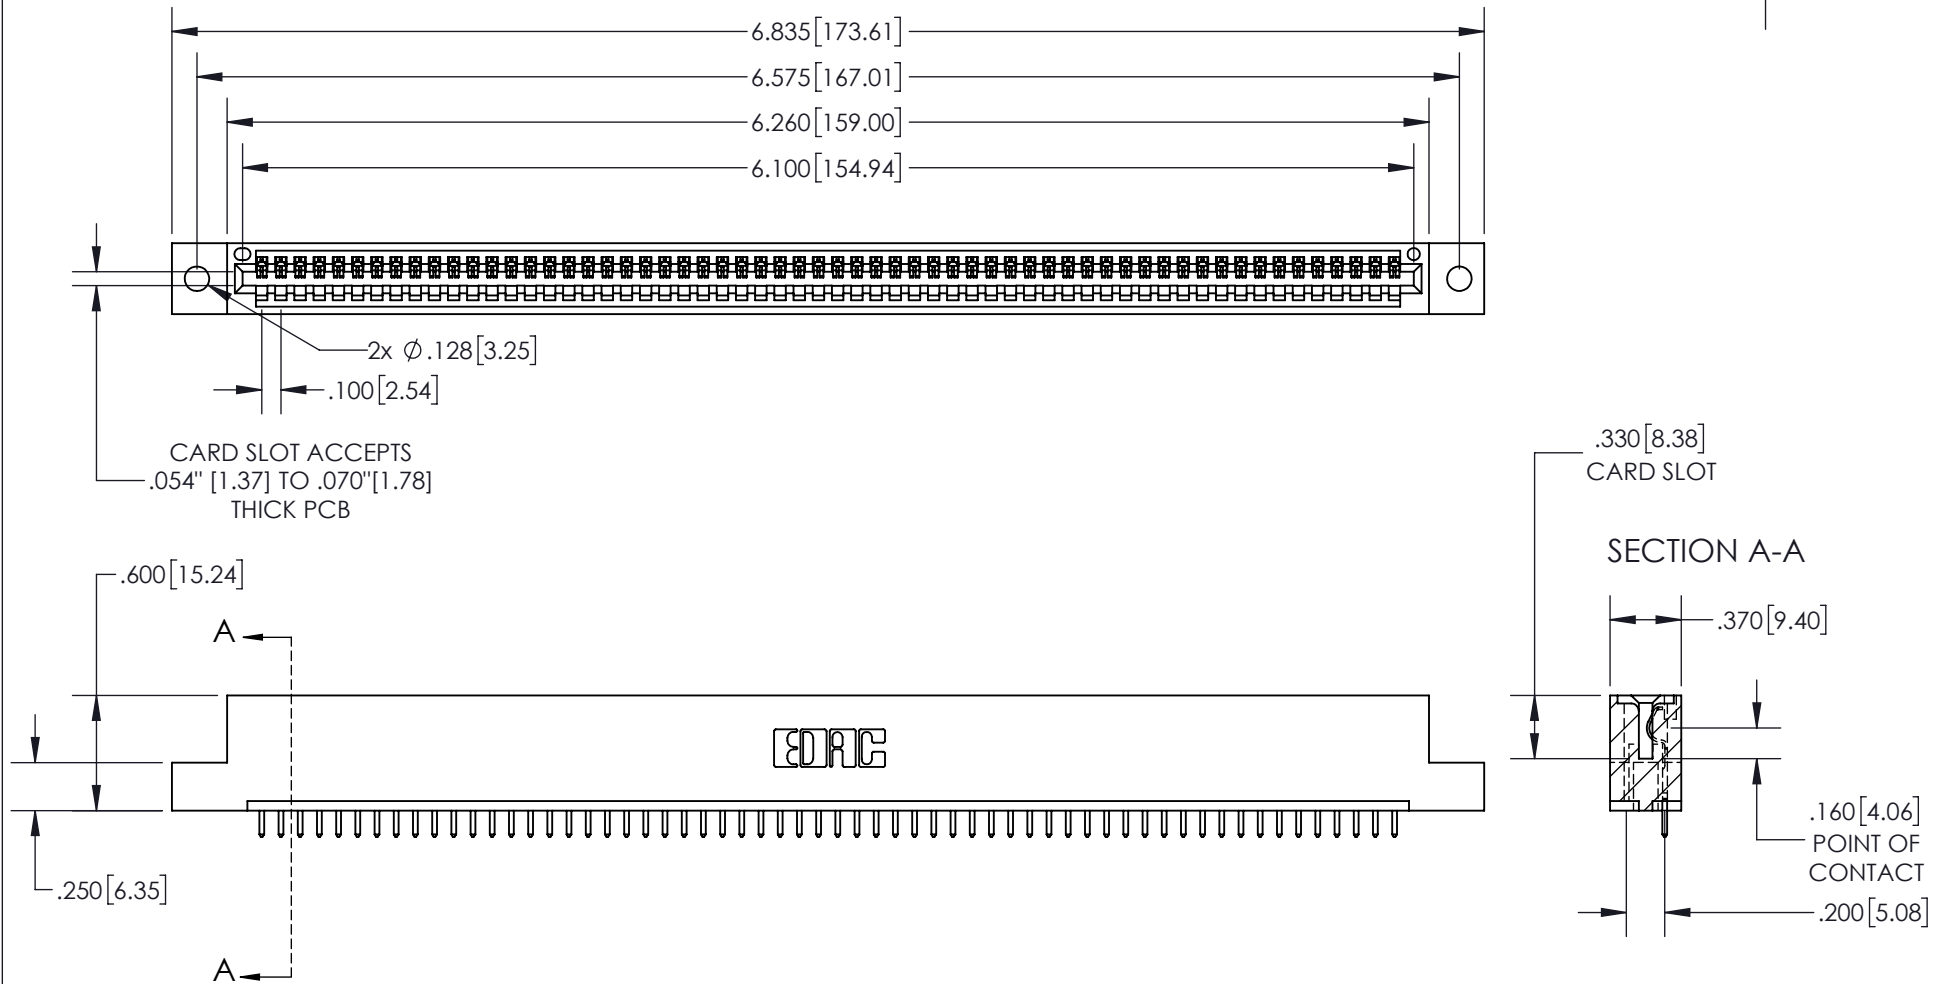 6.835[173.61]
6.575[167.01]
6.260[159.00]
6.100[154.94]
2x Ø.128[3.25]
.100[2.54]
CARD SLOT ACCEPTS
.054" [1.37] TO .070"[1.78]
THICK PCB
.330[8.38]
CARD SLOT
SECTION A-A
.600[15.24]
A
.370[9.40]
EDAC
.160[4.06]
POINT OF
CONTACT
.250[6.35]
.200[5.08]
A